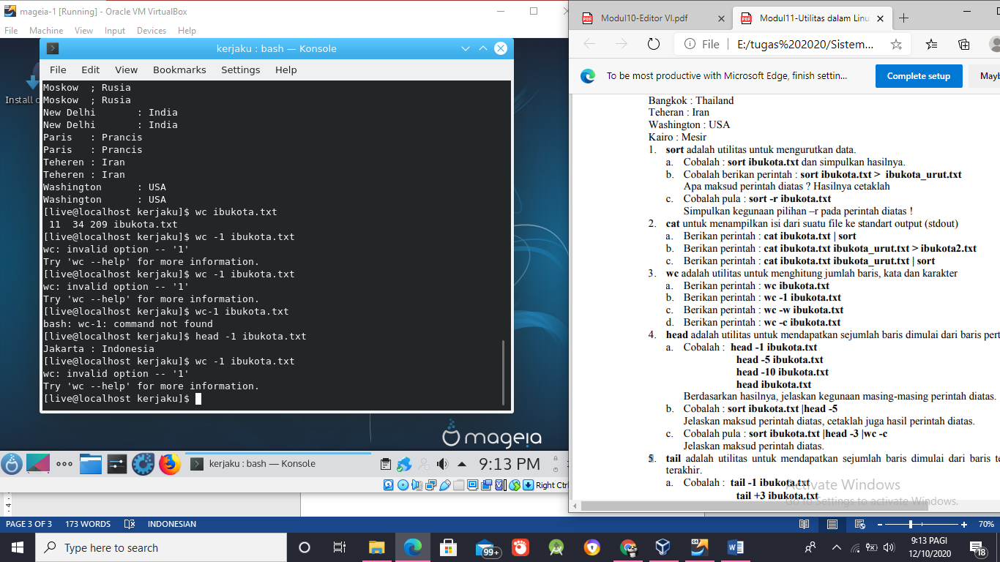 mageia-1 [Running] - Oracle VM VirtualBox
File Machine View Input Devices Help
Install
kerjaku : bash — Konsole
File Edit View Bookmarks Settings Help
Moskow  ; Rusia
Moskow  ; Rusia
New Delhi       : India
New Delhi       : India
Paris   : Prancis
Paris   : Prancis
Teheren : Iran
Teheren : Iran
Washington      : USA
Washington      : USA
[live@localhost kerjaku]$ wc ibukota.txt
 11  34 209 ibukota.txt
[live@localhost kerjaku]$ wc -1 ibukota.txt
wc: invalid option -- '1'
Try 'wc --help' for more information.
[live@localhost kerjaku]$ wc -1 ibukota.txt
wc: invalid option -- '1'
Try 'wc --help' for more information.
[live@localhost kerjaku]$ wc-1 ibukota.txt
bash: wc-1: command not found
[live@localhost kerjaku]$ head -1 ibukota.txt
Jakarta : Indonesia
[live@localhost kerjaku]$ wc -1 ibukota.txt
wc: invalid option -- '1'
Try 'wc --help' for more information.
[live@localhost kerjaku]$
mageia
kerjaku : bash — Konsole
9:13 PM
Right Ctrl
Modul10-Editor VI.pdf
Modul11-Utilitas dalam Linu
File | E:/tugas%202020/Sistem...
To be most productive with Microsoft Edge, finish settin...
Complete setup
Mayb
Bangkok : Thailand
Teheran : Iran
Washington : USA
Kairo : Mesir
1. sort adalah utilitas untuk mengurutkan data.
a. Cobalah : sort ibukota.txt dan simpulkan hasilnya.
b. Cobalah berikan perintah : sort ibukota.txt > ibukota_urut.txt
Apa maksud perintah diatas ? Hasilnya cetaklah
c. Cobalah pula : sort -r ibukota.txt
Simpulkan kegunaan pilihan –r pada perintah diatas !
2. cat untuk menampilkan isi dari suatu file ke standart output (stdout)
a. Berikan perintah : cat ibukota.txt | sort
b. Berikan perintah : cat ibukota.txt ibukota_urut.txt > ibukota2.txt
c. Berikan perintah : cat ibukota.txt ibukota_urut.txt | sort
3. wc adalah utilitas untuk menghitung jumlah baris, kata dan karakter
a. Berikan perintah : wc ibukota.txt
b. Berikan perintah : wc -1 ibukota.txt
c. Berikan perintah : wc -w ibukota.txt
d. Berikan perintah : wc -c ibukota.txt
4. head adalah utilitas untuk mendapatkan sejumlah baris dimulai dari baris pert
a. Cobalah : head -1 ibukota.txt
head -5 ibukota.txt
head -10 ibukota.txt
head ibukota.txt
Berdasarkan hasilnya, jelaskan kegunaan masing-masing perintah diatas.
b. Cobalah : sort ibukota.txt |head -5
Jelaskan maksud perintah diatas, cetaklah juga hasil perintah diatas.
c. Cobalah pula : sort ibukota.txt |head -3 |wc -c
Jelaskan maksud perintah diatas.
5. tail adalah utilitas untuk mendapatkan sejumlah baris dimulai dari baris te
terakhir.
a. Cobalah : tail -1 ibukota.txt
tail +3 ibukota.txt
Activate Windows
Go to Settings to activate Windows.
PAGE 3 OF 3 173 WORDS INDONESIAN
70%
Type here to search
99+
9:13 PAGI
12/10/2020
18